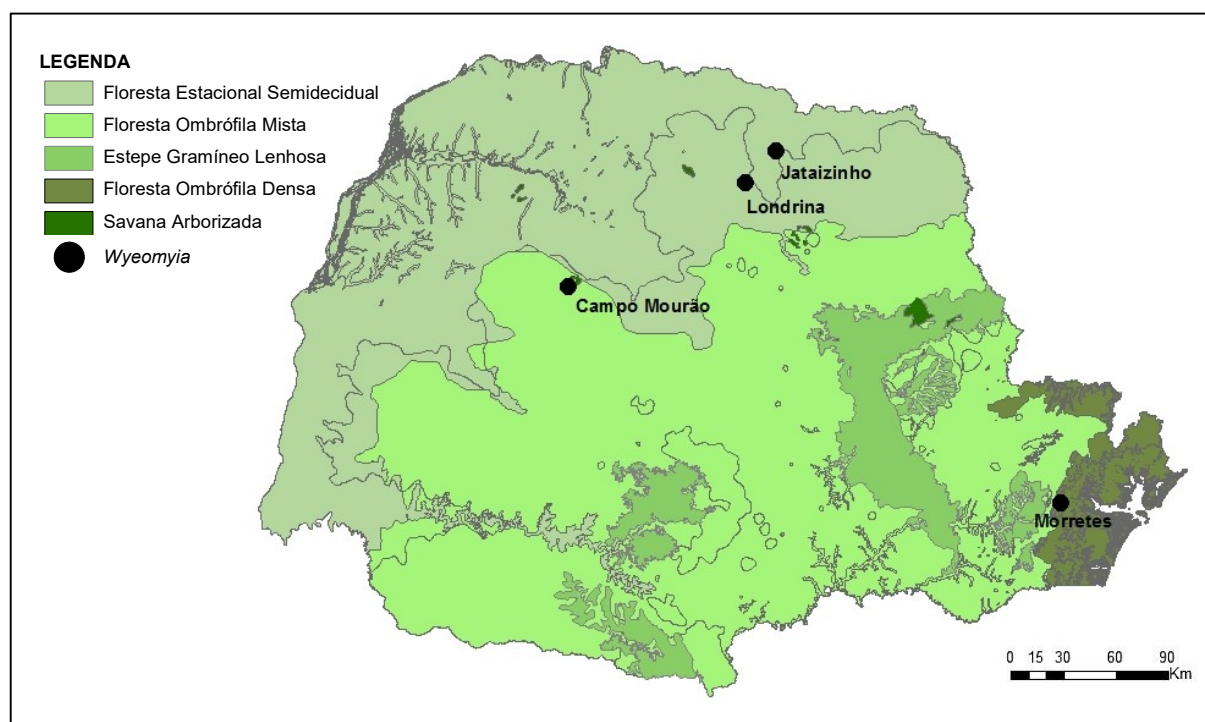 LEGENDA
Floresta Estacional Semidecidual
Floresta Ombrófila Mista
Estepe Gramíneo Lenhosa
Floresta Ombrófila Densa
Savana Arborizada
Wyeomyia
Jataizinho
Londrina
Campo Mourão
Morretes
0 15 30 60 90
Km